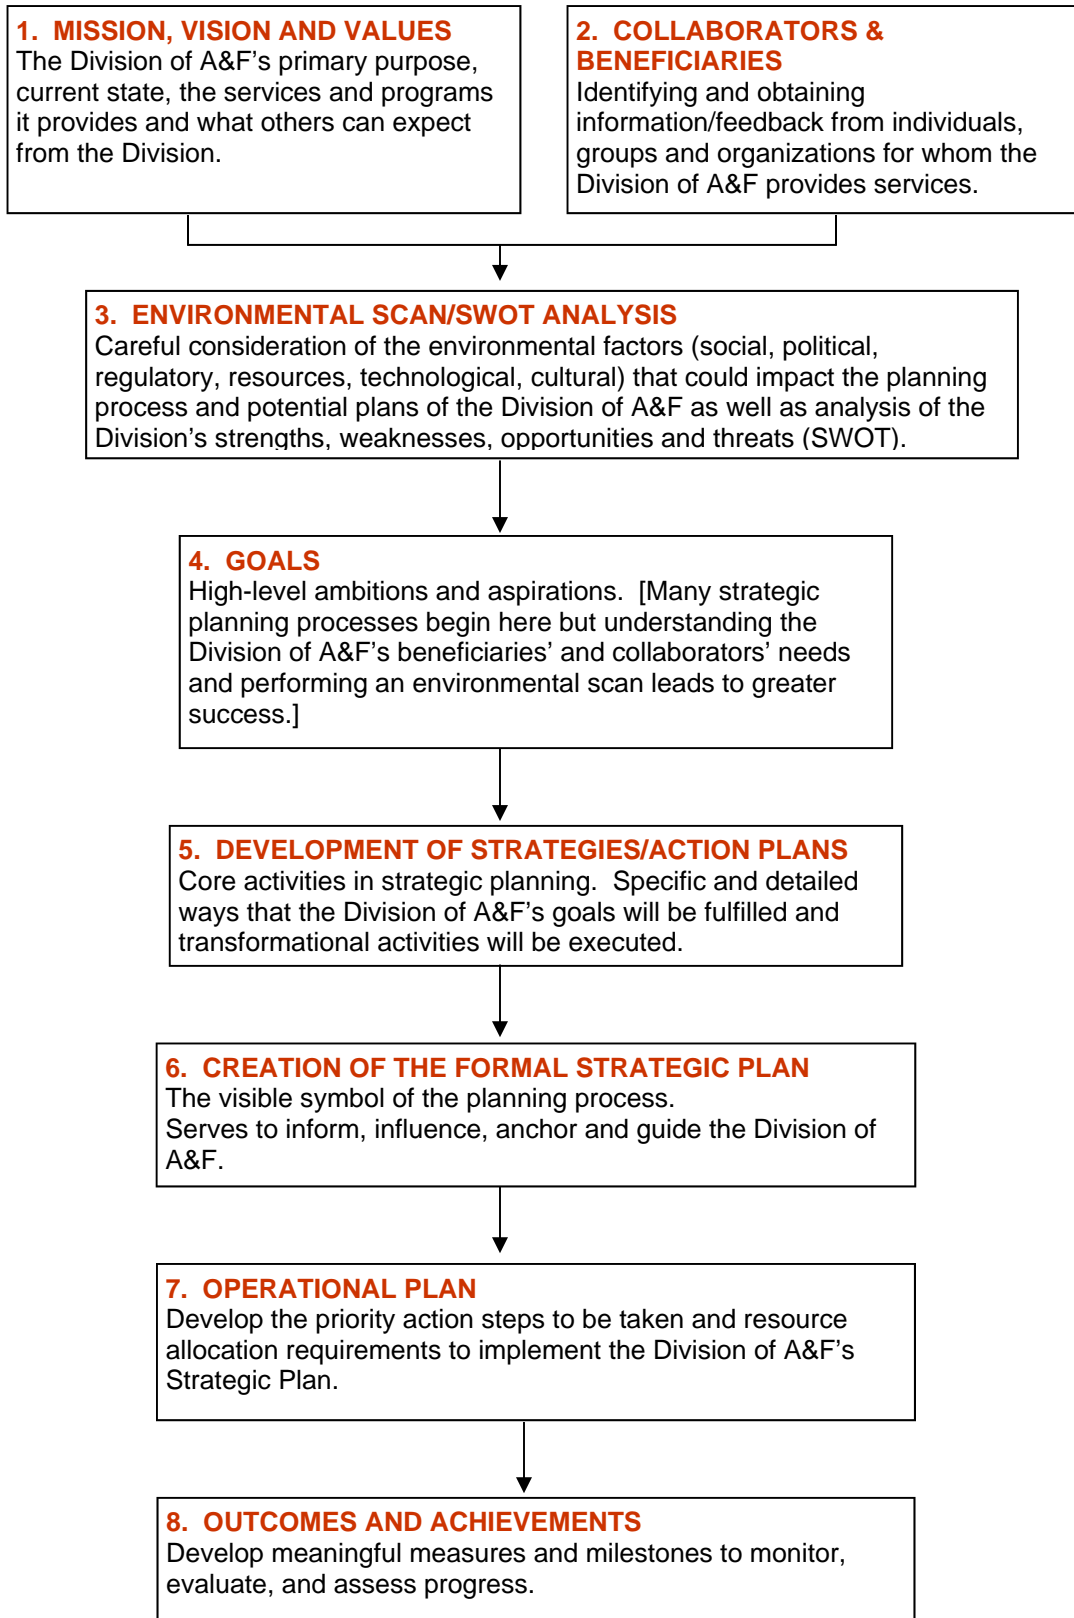 1.  MISSION, VISION AND VALUES
The Division of A&F’s primary purpose,
current state, the services and programs
it provides and what others can expect
from the Division.
2.  COLLABORATORS &
BENEFICIARIES
Identifying and obtaining
information/feedback from individuals,
groups and organizations for whom the
Division of A&F provides services.
3.  ENVIRONMENTAL SCAN/SWOT ANALYSIS
Careful consideration of the environmental factors (social, political,
regulatory, resources, technological, cultural) that could impact the planning
process and potential plans of the Division of A&F as well as analysis of the
Division’s strengths, weaknesses, opportunities and threats (SWOT).
4.  GOALS
High-level ambitions and aspirations.  [Many strategic
planning processes begin here but understanding the
Division of A&F’s beneficiaries’ and collaborators’ needs
and performing an environmental scan leads to greater
success.]
5.  DEVELOPMENT OF STRATEGIES/ACTION PLANS
Core activities in strategic planning.  Specific and detailed
ways that the Division of A&F’s goals will be fulfilled and
transformational activities will be executed.
6.  CREATION OF THE FORMAL STRATEGIC PLAN
The visible symbol of the planning process.
Serves to inform, influence, anchor and guide the Division of
A&F.
7.  OPERATIONAL PLAN
Develop the priority action steps to be taken and resource
allocation requirements to implement the Division of A&F’s
Strategic Plan.
8.  OUTCOMES AND ACHIEVEMENTS
Develop meaningful measures and milestones to monitor,
evaluate, and assess progress.